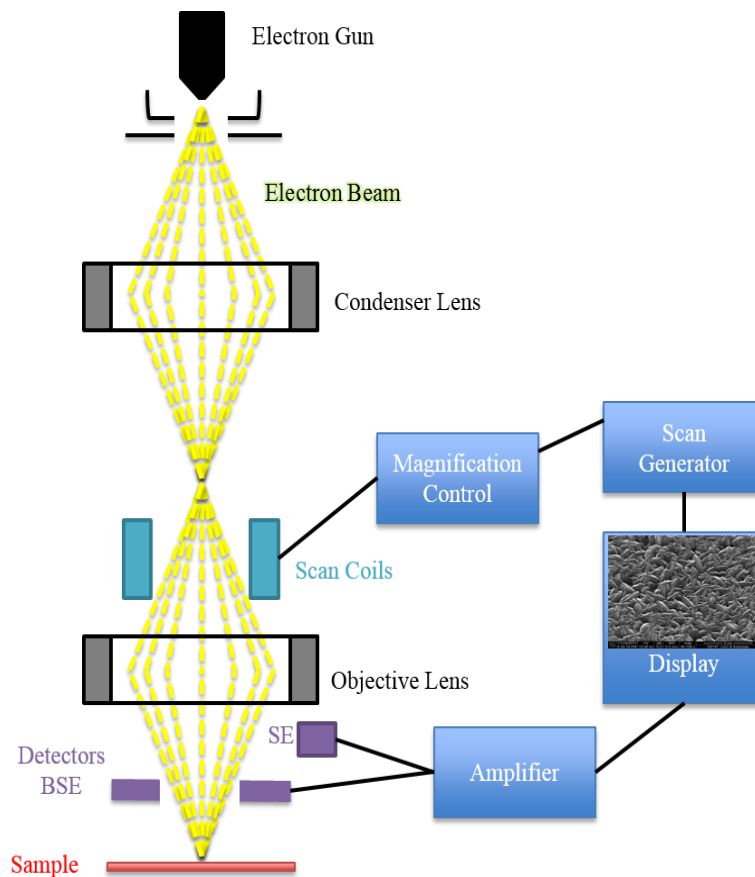 Electron Gun
Electron Beam
Condenser Lens
Scan
Generator
Magnification
Control
Scan Coils
Display
Objective Lens
SE
Detectors
BSE
Amplifier
Sample